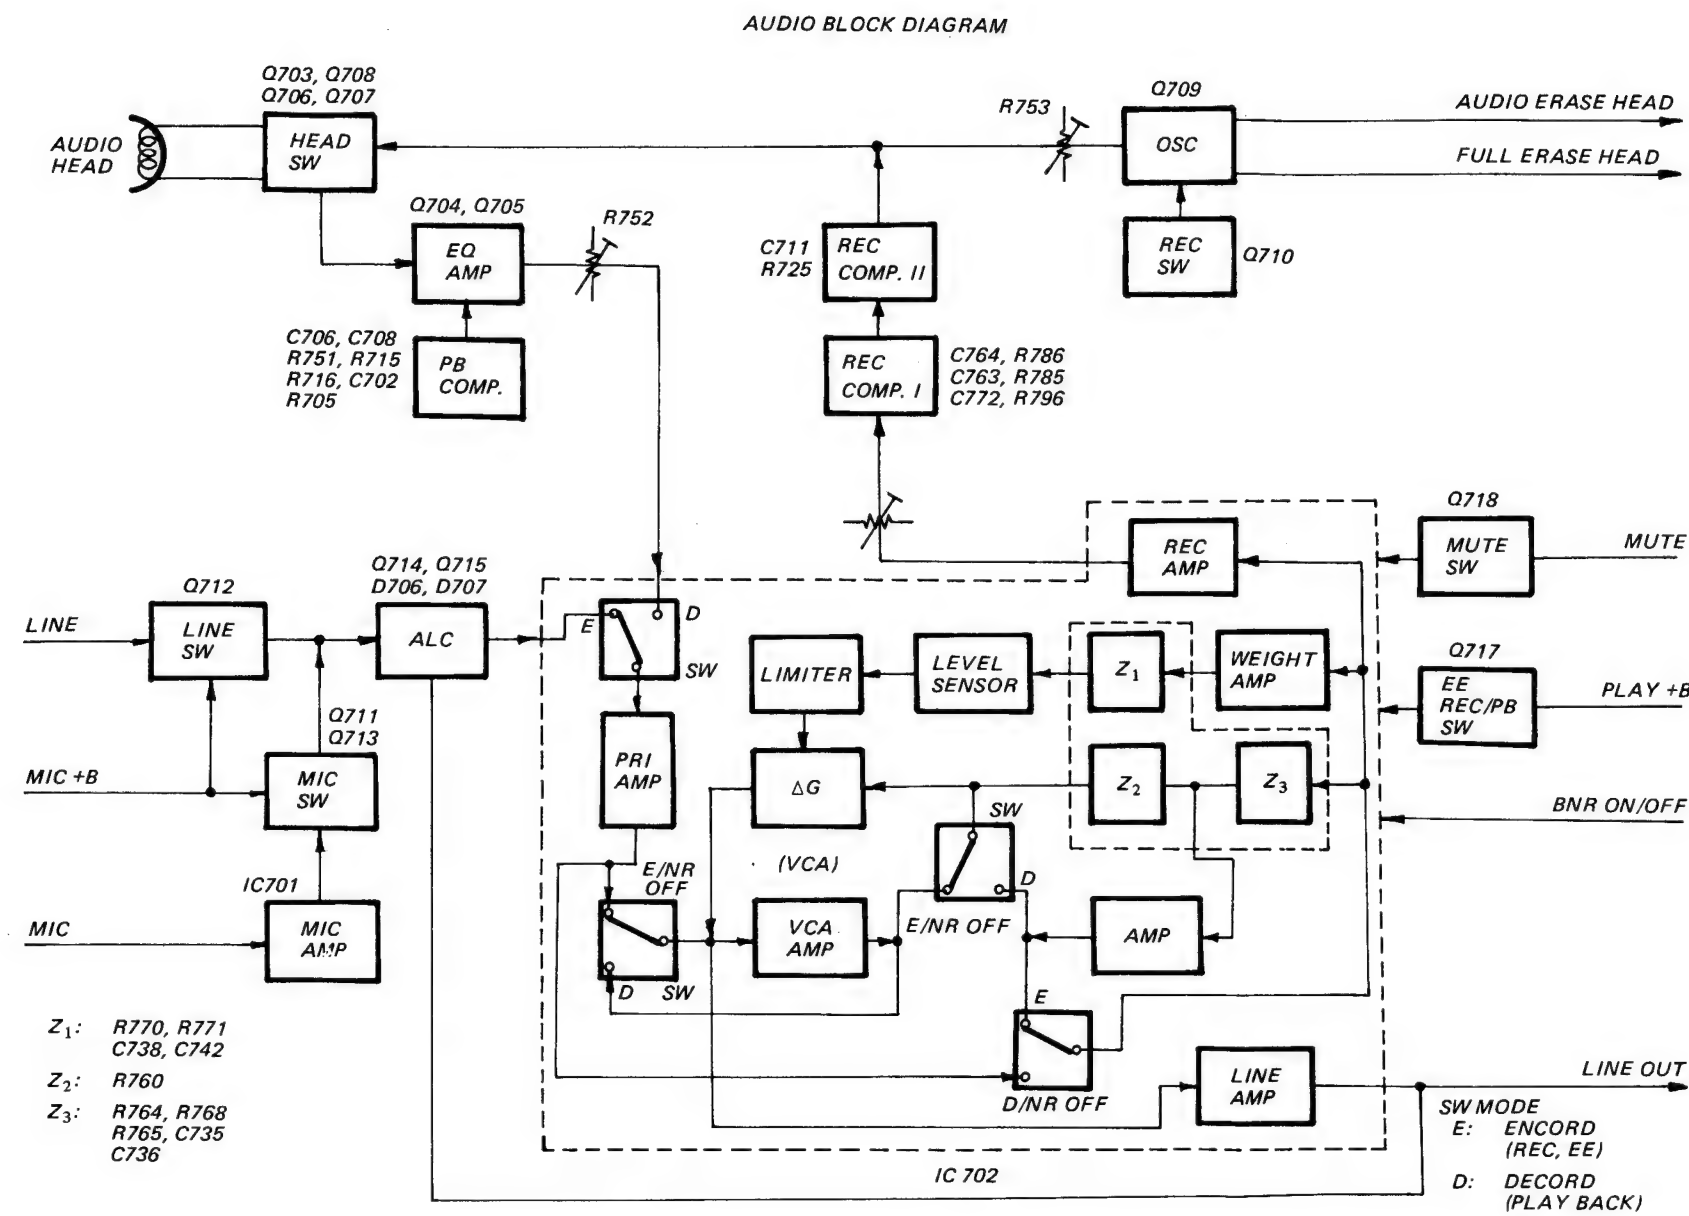 AUDIO BLOCK DIAGRAM
Q703, Q708
Q706, Q707
AUDIO
HEAD
HEAD
SW
R753
Q709
OSC
AUDIO ERASE HEAD
FULL ERASE HEAD
Q704, Q705
EQ
AMP
R752
C711
R725
REC
COMP. II
REC
SW
Q710
C706, C708
R751, R715
R716, C702
R705
PB
COMP.
REC
COMP. I
C764, R786
C763, R785
C772, R796
Q718
MUTE
SW
MUTE
REC
AMP
Q712
LINE
LINE
SW
Q714, Q715
D706, D707
ALC
E
D
SW
LIMITER
LEVEL
SENSOR
Z1
WEIGHT
AMP
Q717
EE
REC/PB
SW
PLAY +B
Q711
Q713
MIC +B
MIC
SW
PRI
AMP
ΔG
Z2
Z3
SW
BNR ON/OFF
(VCA)
E/NR
OFF
D
IC701
MIC
MIC
AMP
VCA
AMP
E/NR OFF
AMP
D
SW
E
Z1: R770, R771
C738, C742
Z2: R760
Z3: R764, R768
R765, C735
C736
D/NR OFF
LINE
AMP
LINE OUT
SW MODE
E: ENCORD
(REC, EE)
D: DECORD
(PLAY BACK)
IC 702